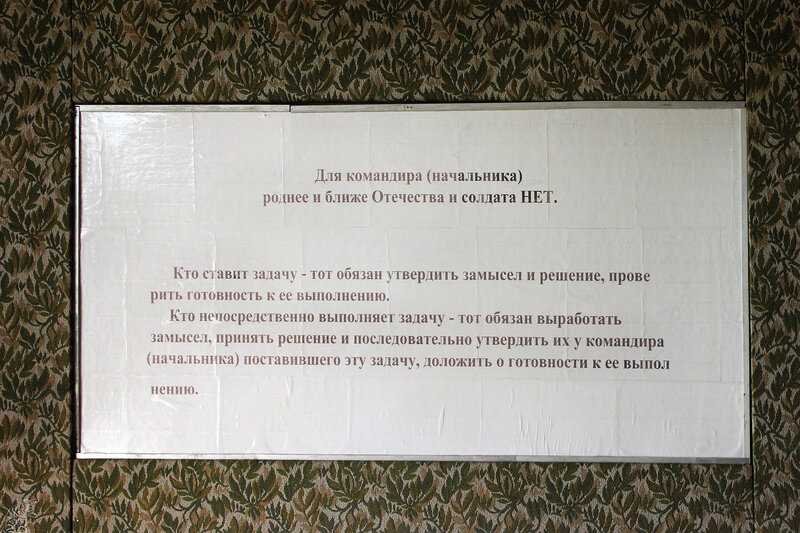 Для командира (начальника)
роднее и ближе Отечества и солдата НЕТ.
Кто ставит задачу - тот обязан утвердить замысел и решение, прове
рить готовность к ее выполнению.
Кто непосредственно выполняет задачу - тот обязан выработать
замысел, принять решение и последовательно утвердить их у командира
(начальника) поставившего эту задачу, доложить о готовности к ее выпол
нению.